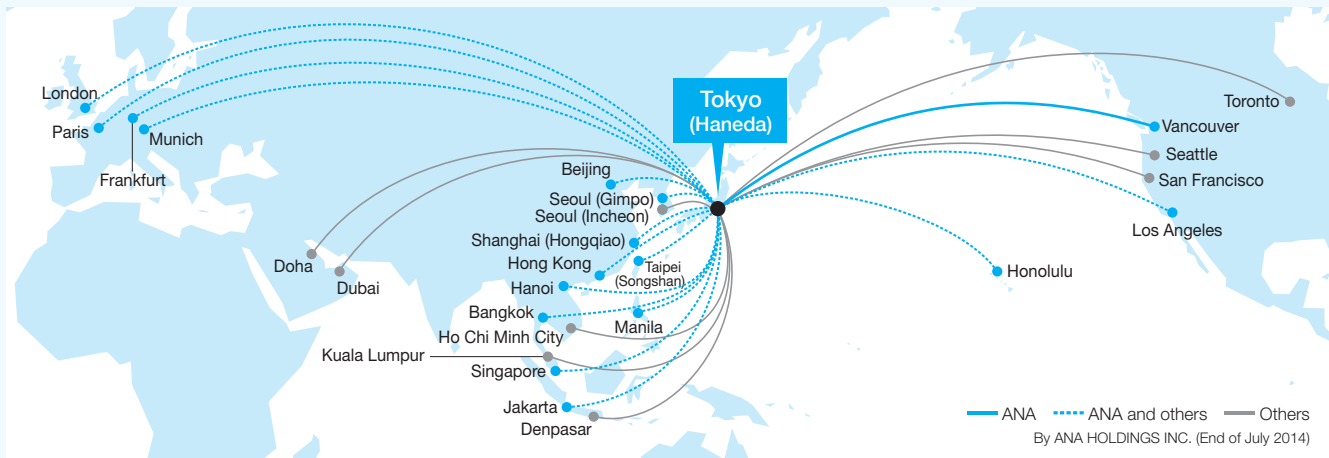 London
Paris
Munich
Frankfurt
Doha
Dubai
Tokyo
(Haneda)
Beijing
Seoul (Gimpo)
Seoul (Incheon)
Shanghai (Hongqiao)
Hong Kong
Taipei
(Songshan)
Hanoi
Bangkok
Manila
Ho Chi Minh City
Kuala Lumpur
Singapore
Jakarta
Denpasar
Toronto
Vancouver
Seattle
San Francisco
Los Angeles
Honolulu
ANA ANA and others Others
By ANA HOLDINGS INC. (End of July 2014)